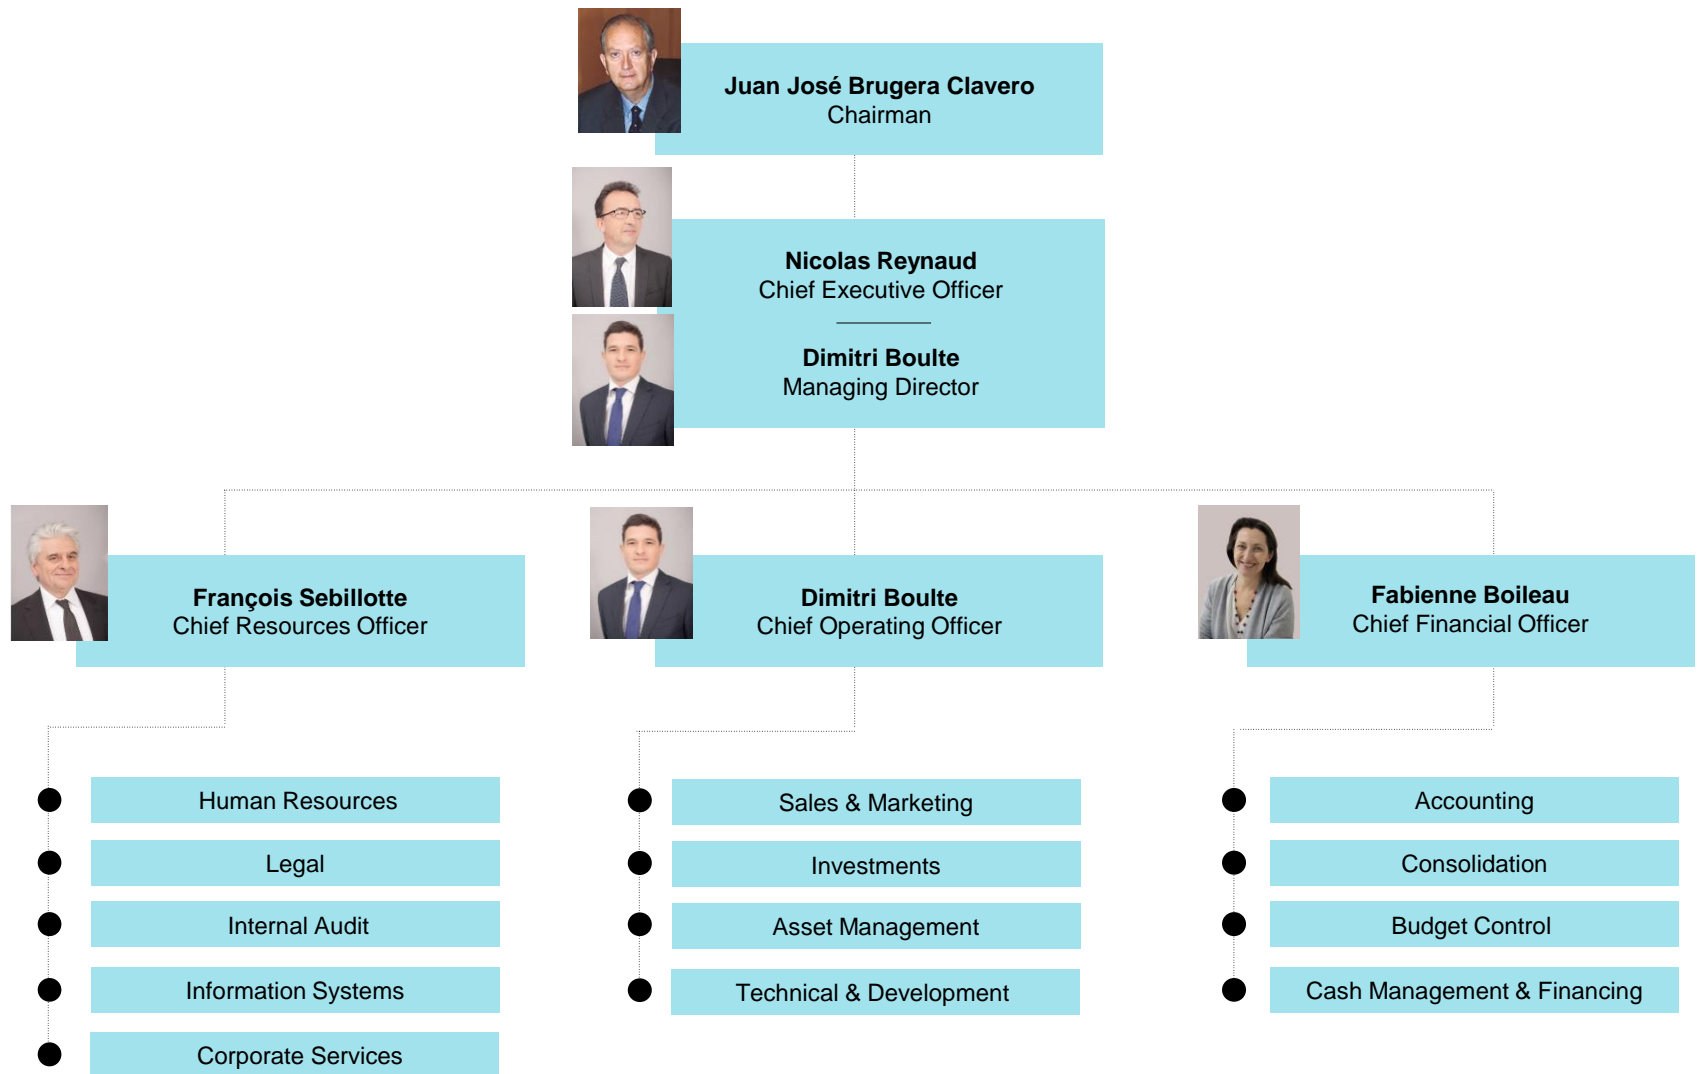 Juan José Brugera Clavero
Chairman
Nicolas Reynaud
Chief Executive Officer
Dimitri Boulte
Managing Director
François Sebillotte
Chief Resources Officer
Dimitri Boulte
Chief Operating Officer
Fabienne Boileau
Chief Financial Officer
Human Resources
Legal
Internal Audit
Information Systems
Corporate Services
Sales & Marketing
Investments
Asset Management
Technical & Development
Accounting
Consolidation
Budget Control
Cash Management & Financing